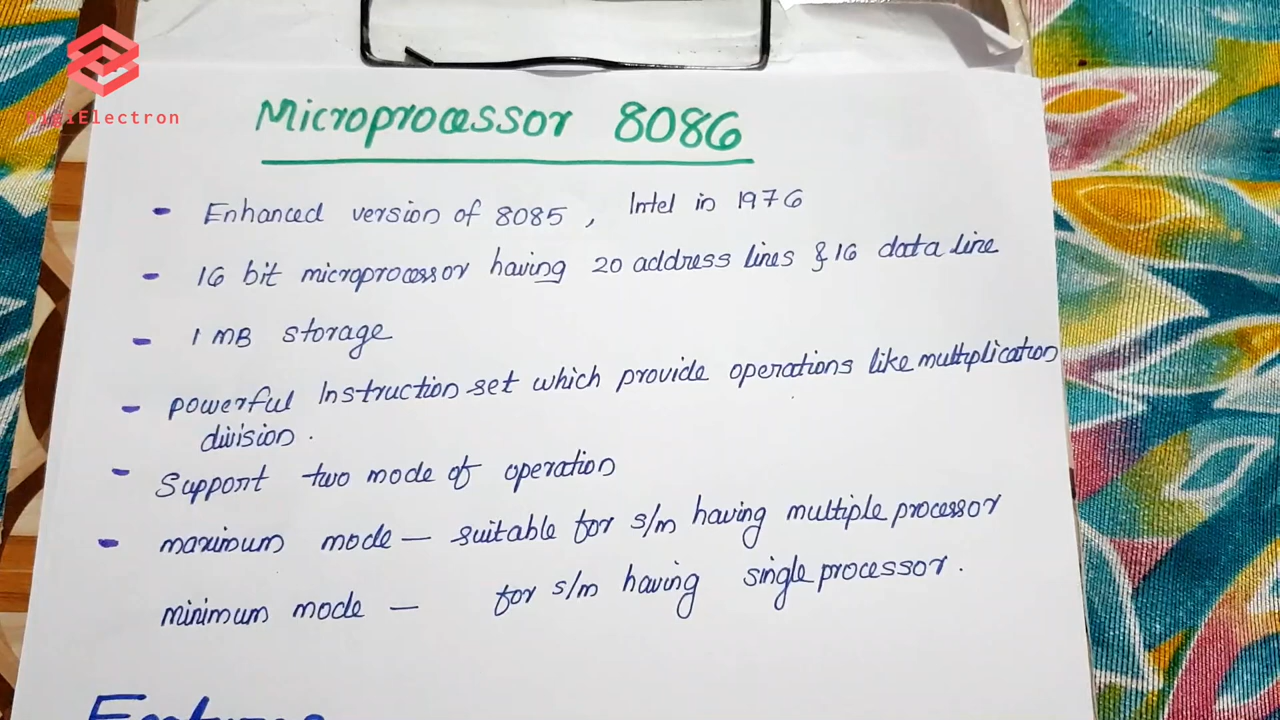 DigiElectron
Microprocessor 8086
- Enhanced version of 8085, Intel in 1976
- 16 bit microprocessor having 20 address lines & 16 data line
- 1 MB storage
- powerful Instruction set which provide operations like multiplication
division.
- Support two mode of operation
- maximum mode — suitable for s/m having multiple processor
minimum mode — for s/m having single processor.
Features